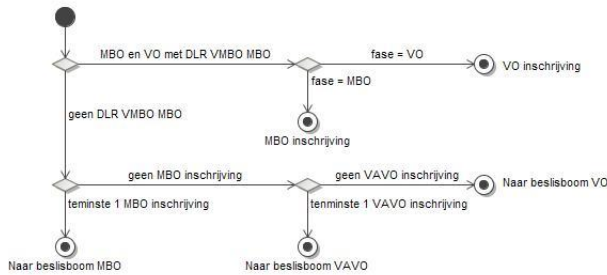 MBO en VO met DLR VMBO MBO
fase = VO
VO inschrijving
fase = MBO
geen DLR VMBO MBO
MBO inschrijving
geen MBO inschrijving
geen VAVO inschrijving
Naar beslisboom VO
teminste 1 MBO inschrijving
tenminste 1 VAVO inschrijving
Naar beslisboom MBO
Naar beslisboom VAVO